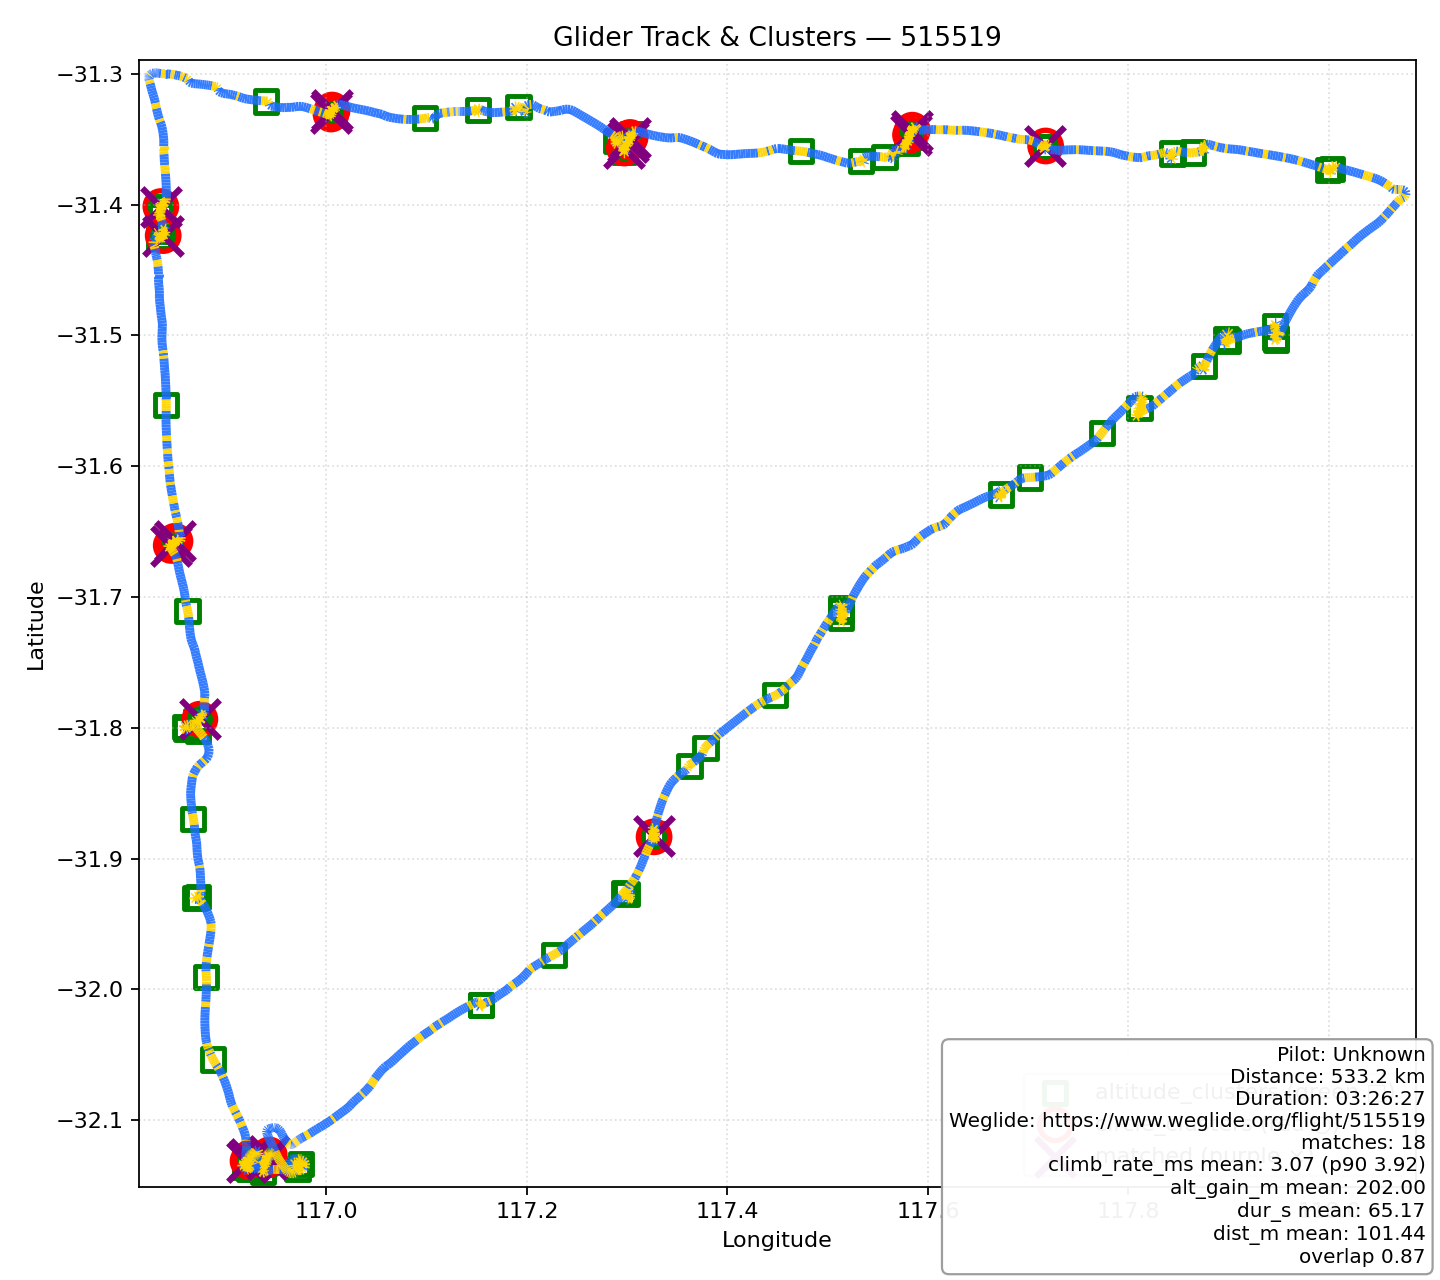 Glider Track & Clusters — 515519
−31.3
−31.4
−31.5
−31.6
−31.7
−31.8
−31.9
−32.0
−32.1
Latitude
117.0
117.2
117.4
117.6
117.8
Longitude
altitude_clusters
matched (purple
Pilot: Unknown
Distance: 533.2 km
Duration: 03:26:27
Weglide: https://www.weglide.org/flight/515519
matches: 18
climb_rate_ms mean: 3.07 (p90 3.92)
alt_gain_m mean: 202.00
dur_s mean: 65.17
dist_m mean: 101.44
overlap 0.87